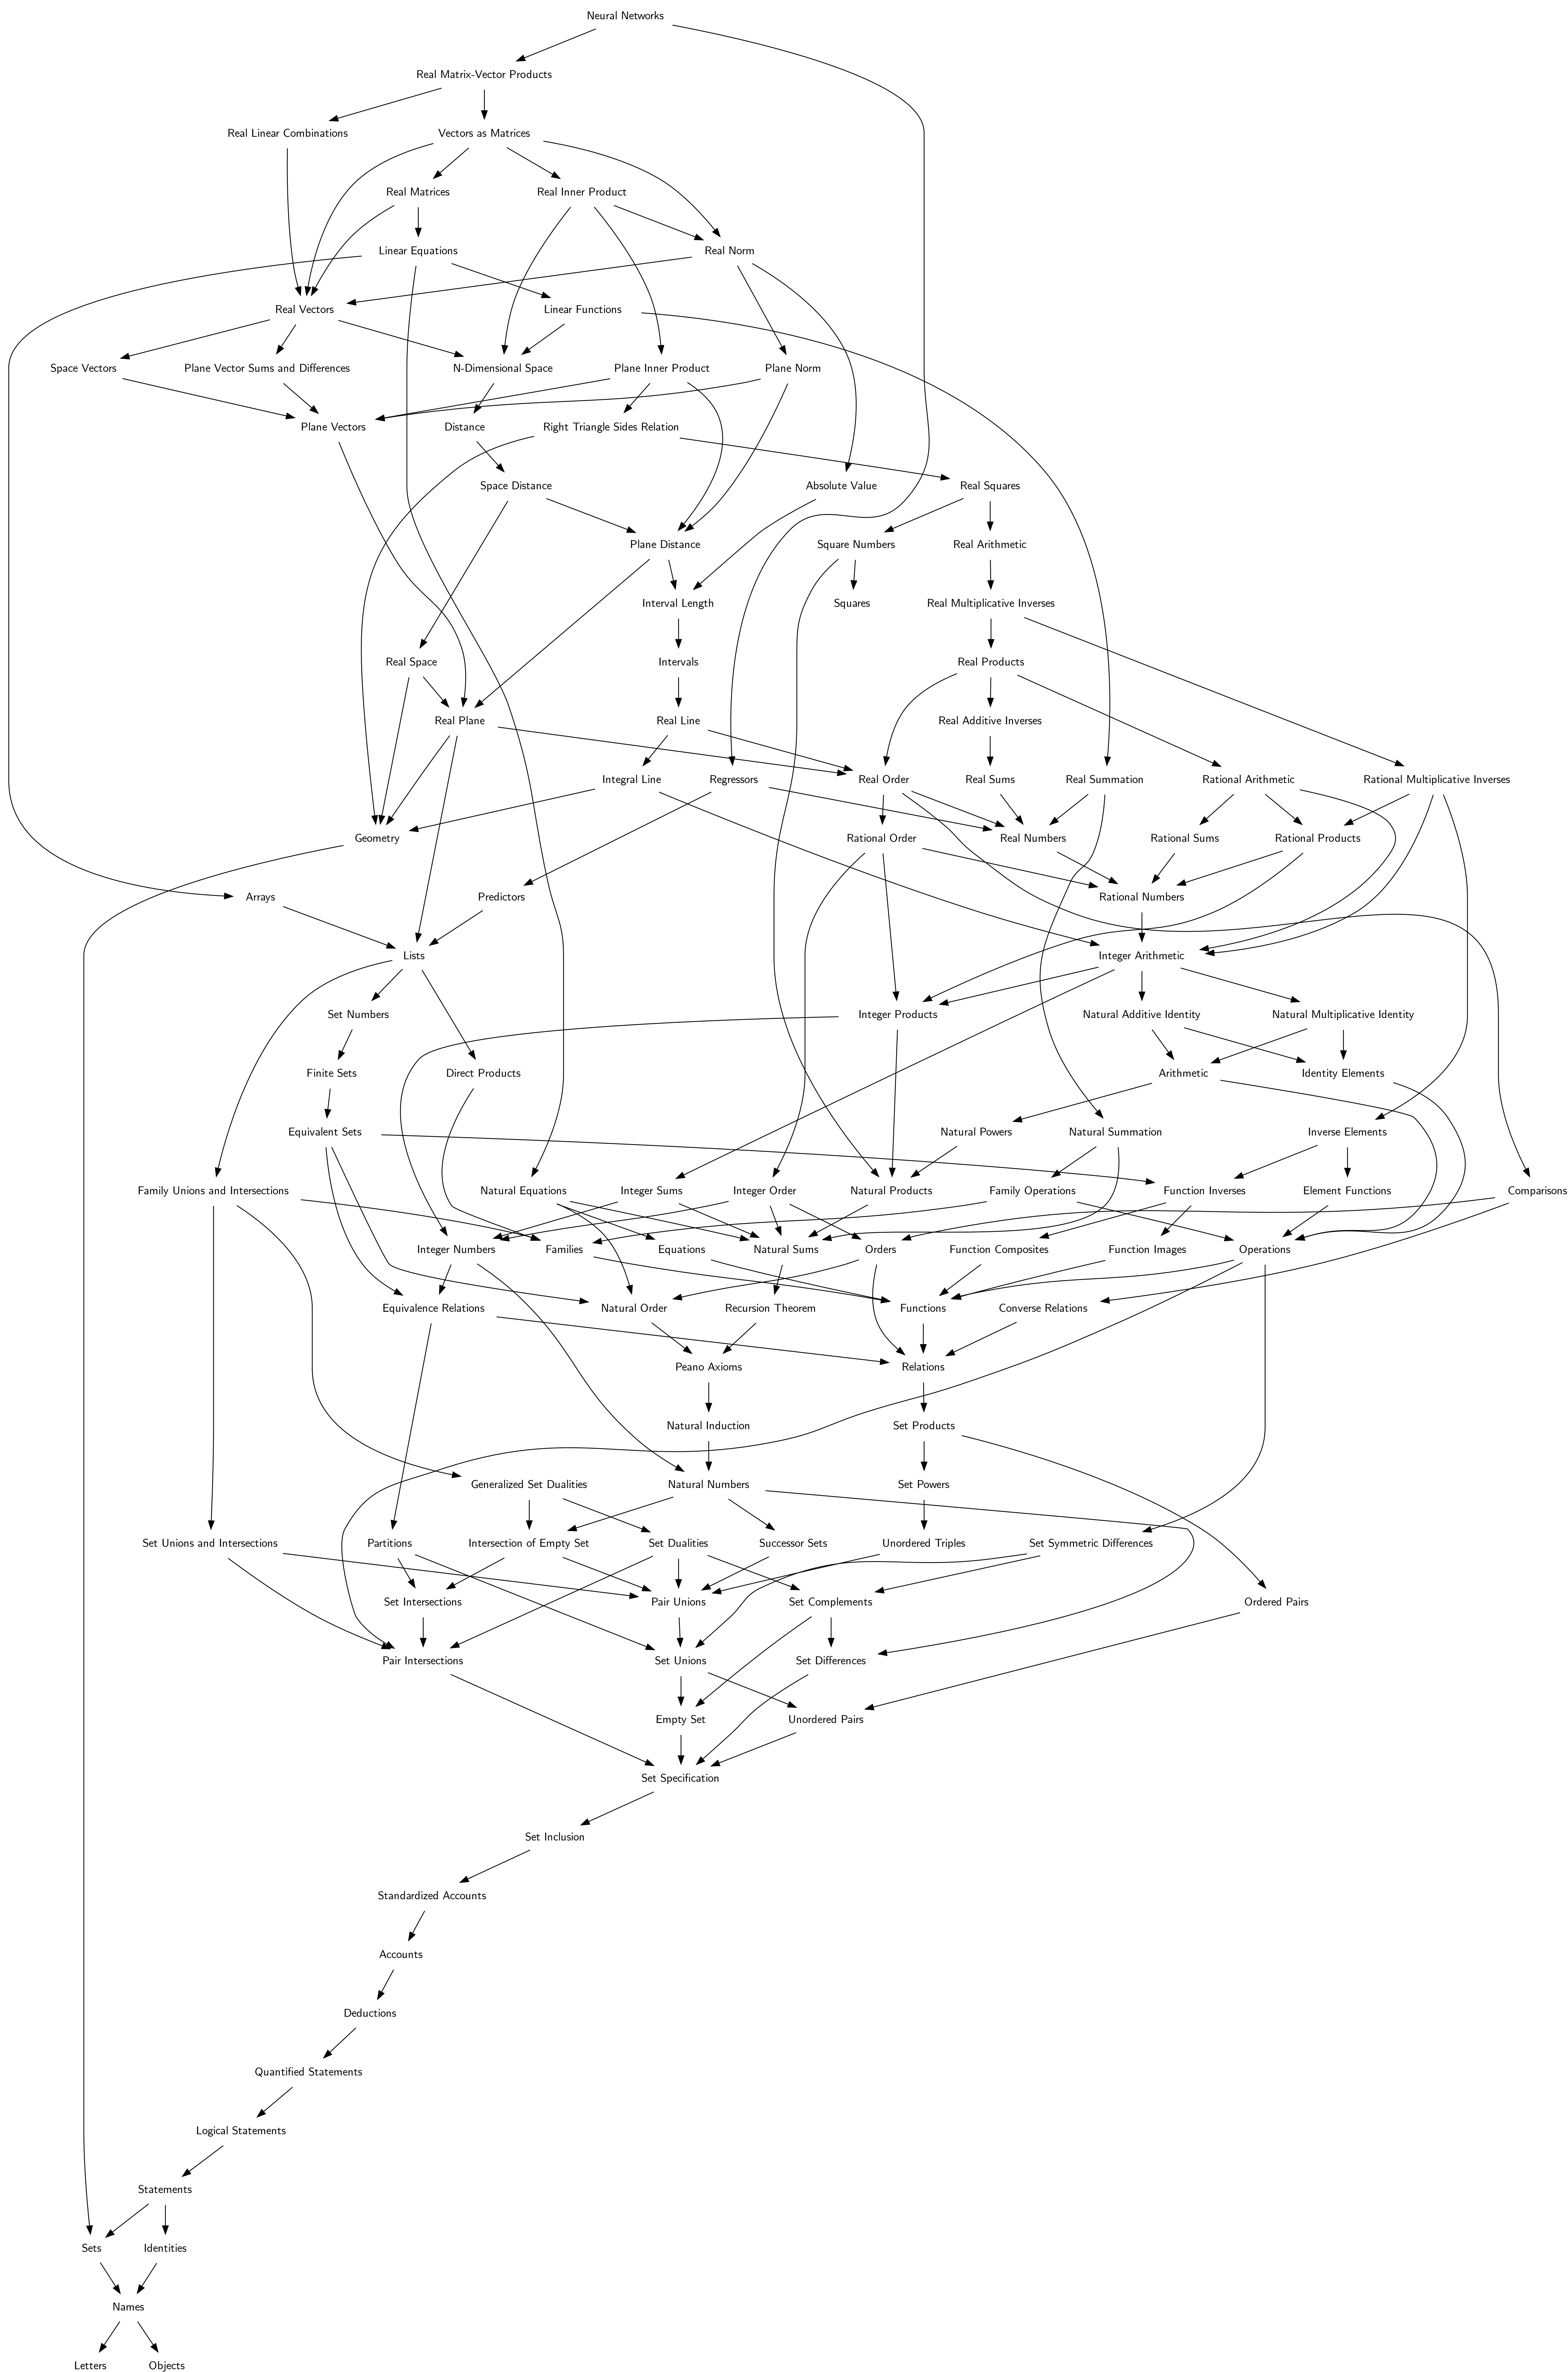 Neural Networks
Real Matrix-Vector Products
Real Linear Combinations
Vectors as Matrices
Real Matrices
Real Inner Product
Linear Equations
Real Norm
Real Vectors
Linear Functions
Space Vectors
Plane Vector Sums and Differences
N-Dimensional Space
Plane Inner Product
Plane Norm
Plane Vectors
Distance
Right Triangle Sides Relation
Space Distance
Absolute Value
Real Squares
Plane Distance
Square Numbers
Real Arithmetic
Interval Length
Squares
Real Multiplicative Inverses
Real Space
Intervals
Real Products
Real Plane
Real Line
Real Additive Inverses
Integral Line
Regressors
Real Order
Real Sums
Real Summation
Rational Arithmetic
Rational Multiplicative Inverses
Geometry
Rational Order
Real Numbers
Rational Sums
Rational Products
Arrays
Predictors
Rational Numbers
Lists
Integer Arithmetic
Set Numbers
Integer Products
Natural Additive Identity
Natural Multiplicative Identity
Finite Sets
Direct Products
Arithmetic
Identity Elements
Equivalent Sets
Natural Powers
Natural Summation
Inverse Elements
Family Unions and Intersections
Natural Equations
Integer Sums
Integer Order
Natural Products
Family Operations
Function Inverses
Element Functions
Comparisons
Integer Numbers
Families
Equations
Natural Sums
Orders
Function Composites
Function Images
Operations
Equivalence Relations
Natural Order
Recursion Theorem
Functions
Converse Relations
Peano Axioms
Relations
Natural Induction
Set Products
Generalized Set Dualities
Natural Numbers
Set Powers
Set Unions and Intersections
Partitions
Intersection of Empty Set
Set Dualities
Successor Sets
Unordered Triples
Set Symmetric Differences
Set Intersections
Pair Unions
Set Complements
Ordered Pairs
Pair Intersections
Set Unions
Set Differences
Empty Set
Unordered Pairs
Set Specification
Set Inclusion
Standardized Accounts
Accounts
Deductions
Quantified Statements
Logical Statements
Statements
Sets
Identities
Names
Letters
Objects